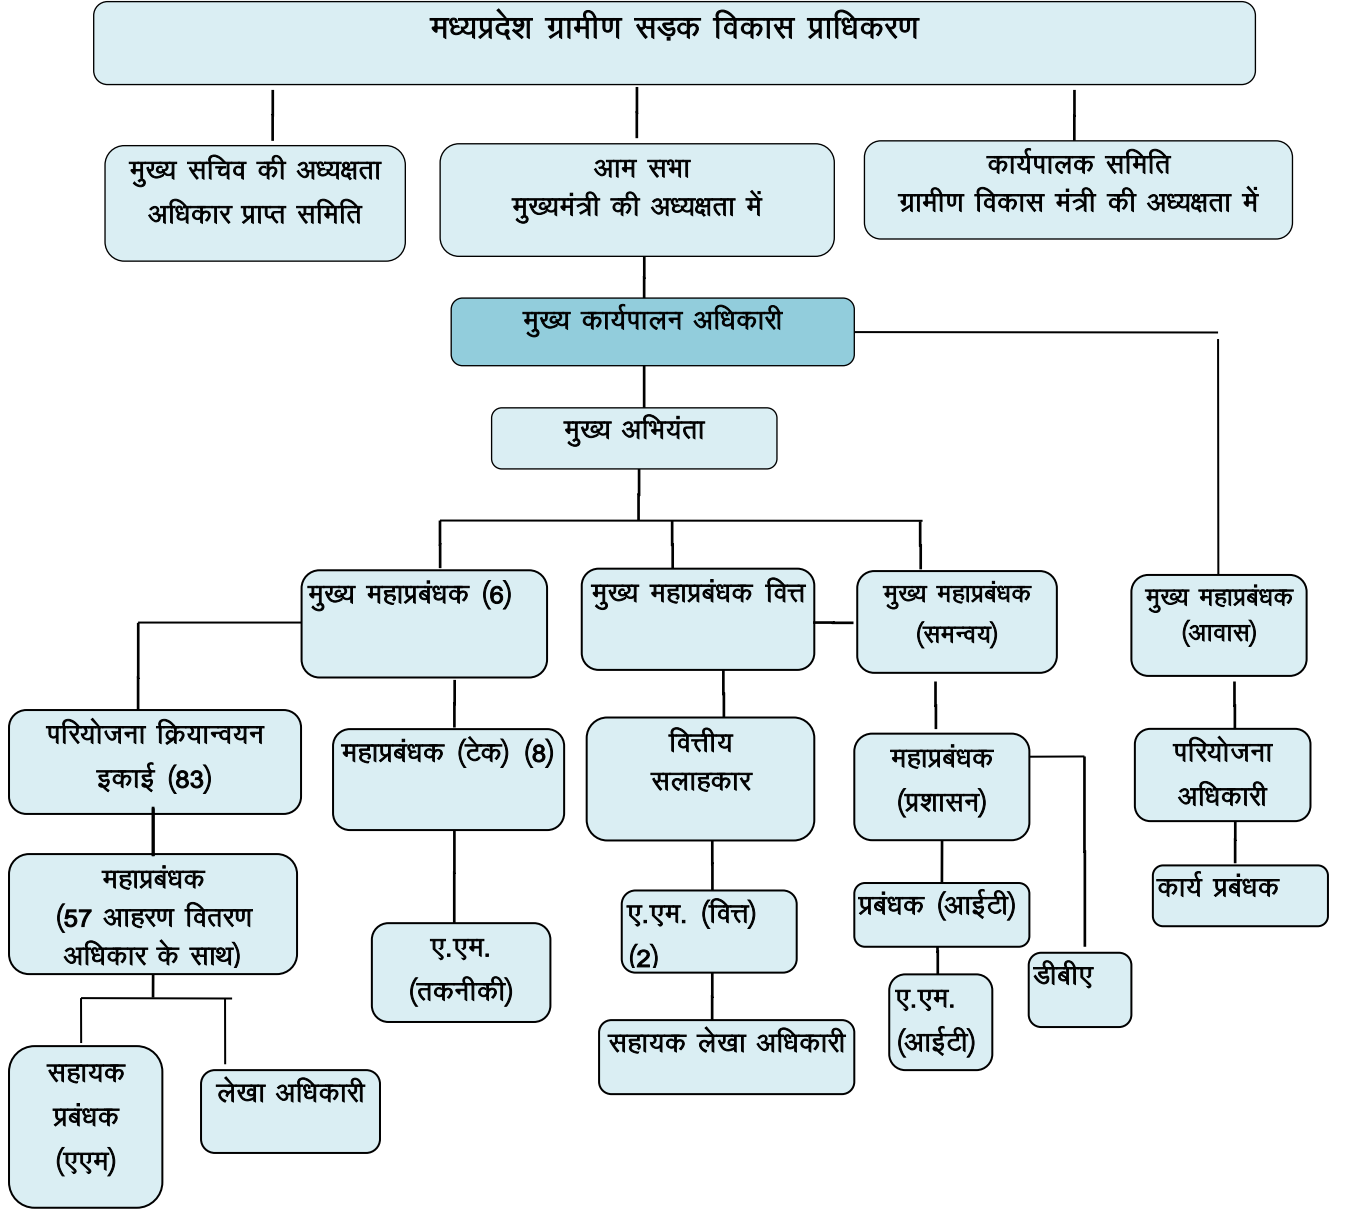 मध्यप्रदेश ग्रामीण सड़क विकास प्राधिकरण
मुख्य सचिव की अध्यक्षता
अधिकार प्राप्त समिति
आम सभा
मुख्यमंत्री की अध्यक्षता में
कार्यपालक समिति
ग्रामीण विकास मंत्री की अध्यक्षता में
मुख्य कार्यपालन अधिकारी
मुख्य अभियंता
मुख्य महाप्रबंधक (6)
मुख्य महाप्रबंधक वित्त
मुख्य महाप्रबंधक
(समन्वय)
मुख्य महाप्रबंधक
(आवास)
परियोजना क्रियान्वयन
इकाई (83)
महाप्रबंधक (टेक) (8)
वित्तीय
सलाहकार
महाप्रबंधक
(प्रशासन)
परियोजना
अधिकारी
महाप्रबंधक
(57 आहरण वितरण
अधिकार के साथ)
ए.एम.
(तकनीकी)
ए.एम. (वित्त)
(2)
प्रबंधक (आईटी)
कार्य प्रबंधक
डीबीए
ए.एम.
(आईटी)
सहायक लेखा अधिकारी
सहायक
प्रबंधक
(एएम)
लेखा अधिकारी